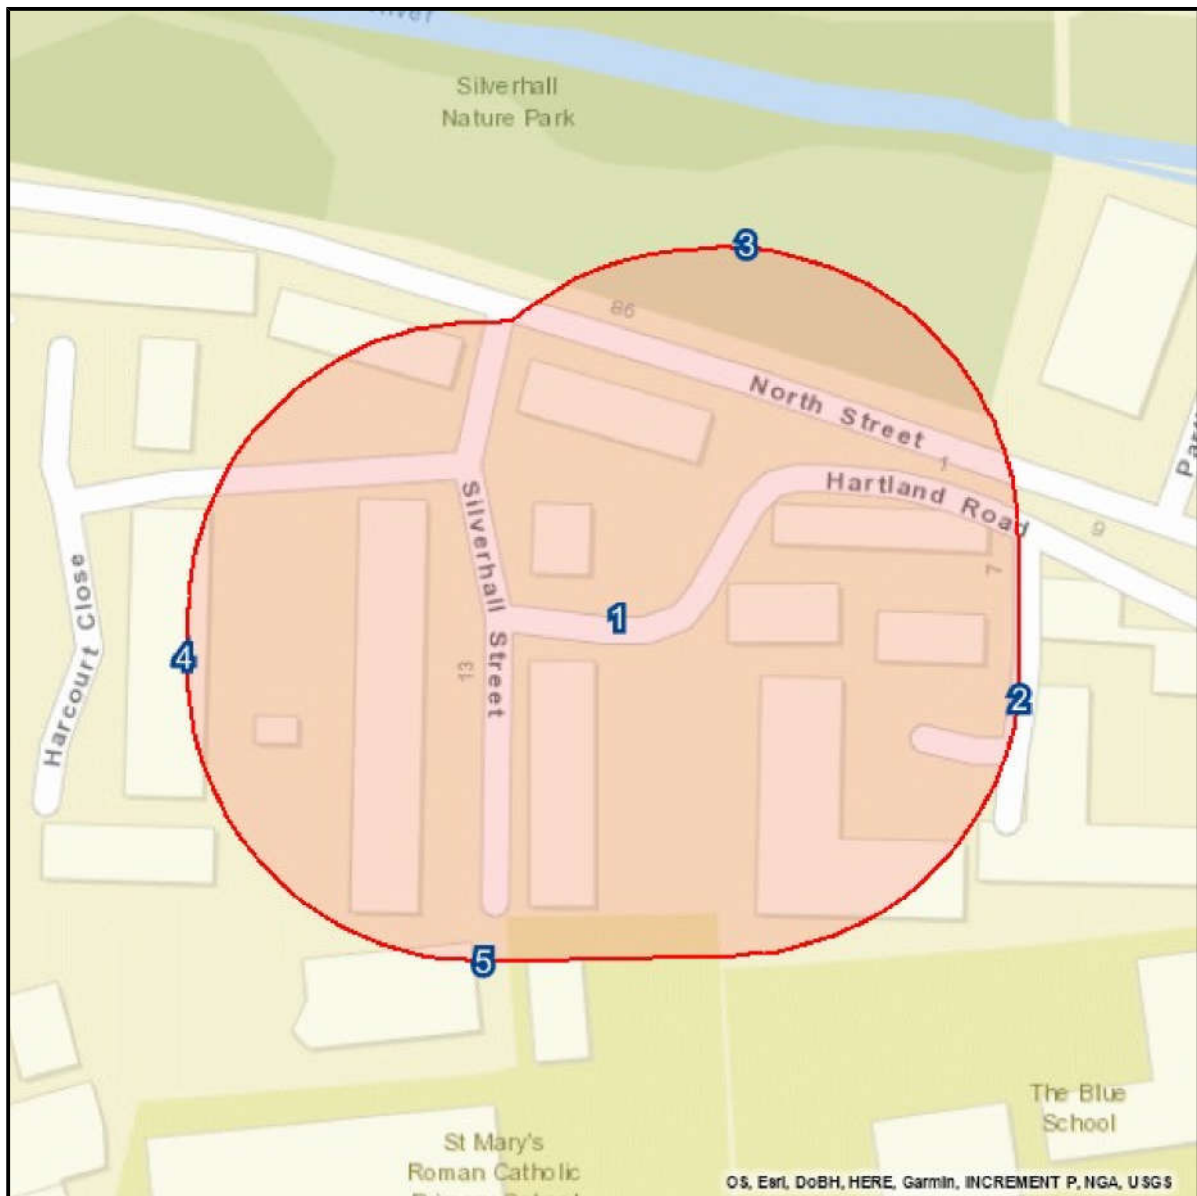 River
Silverhall
Nature Park
3
86
North Street
1
Hartland Road
9
7
Silverhall Street
1
13
Harcourt Close
4
2
5
The Blue
School
St Mary's
Roman Catholic
OS, Esri, DoBH, HERE, Garmin, INCREMENT P, NGA, USGS